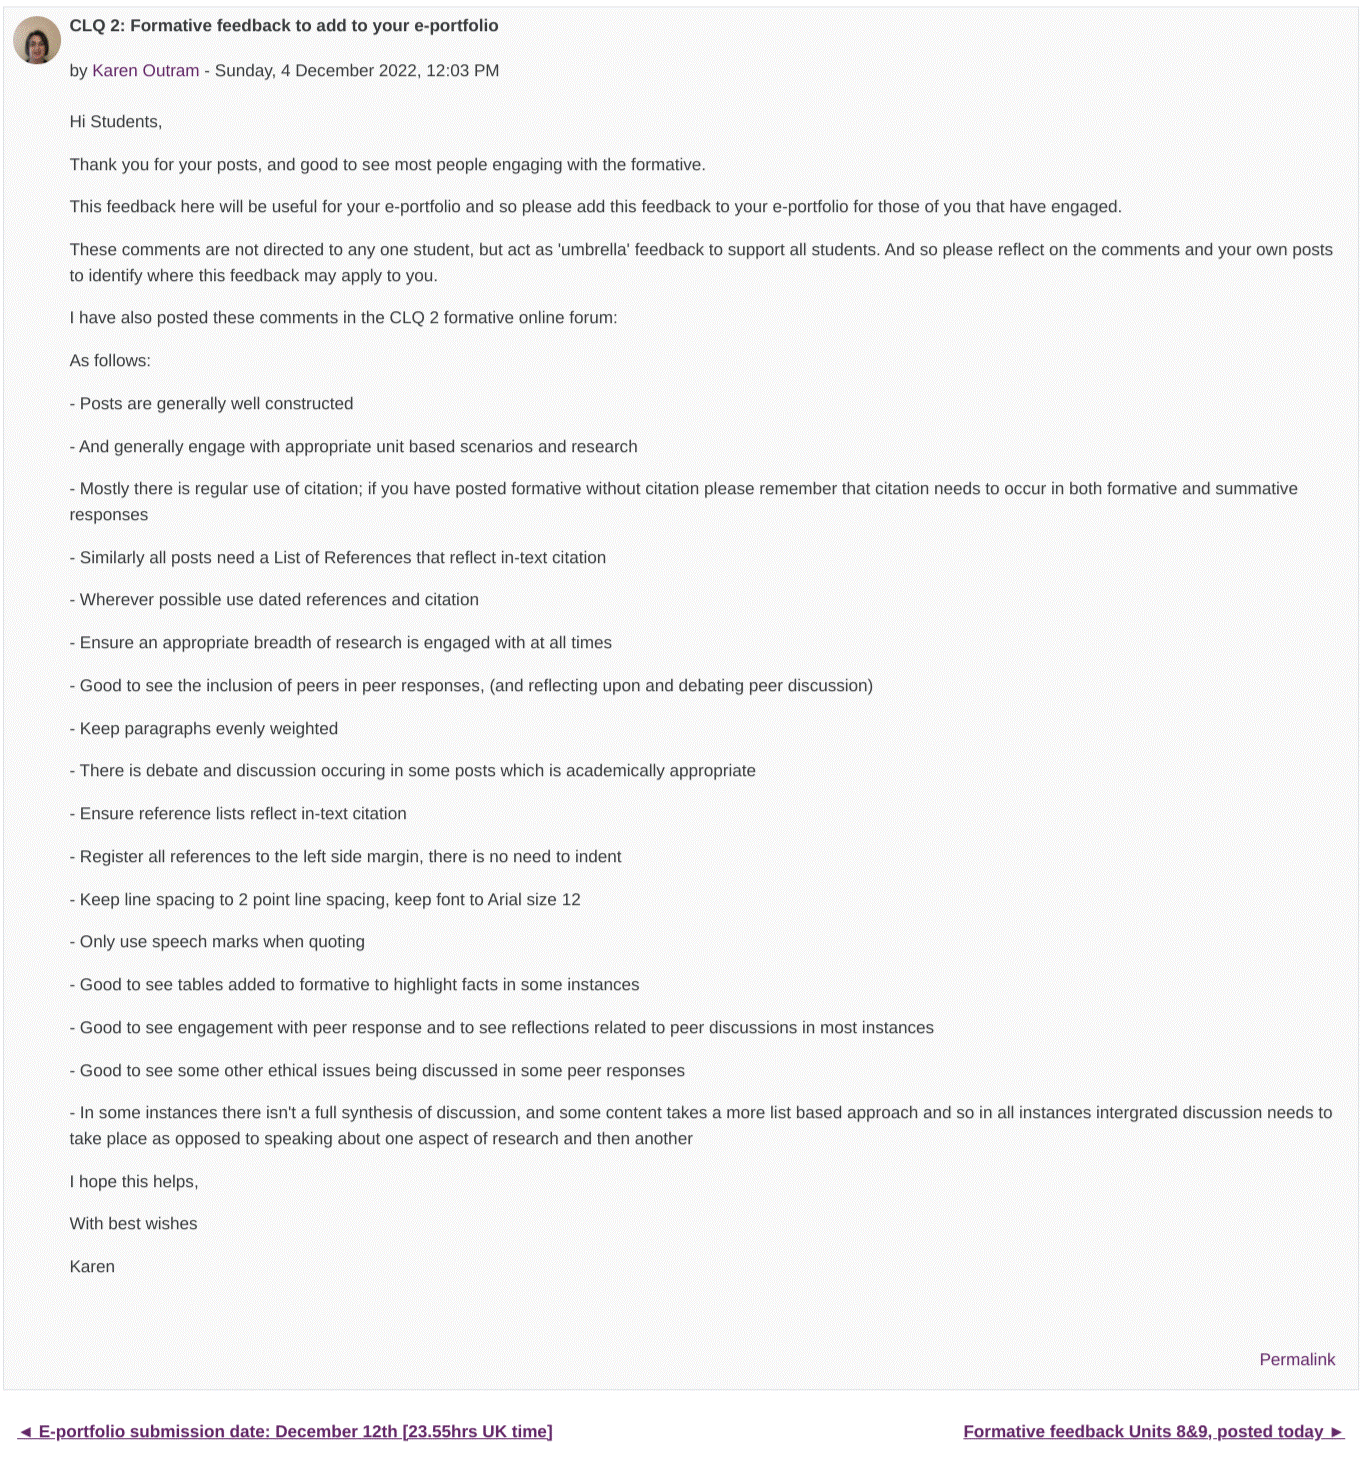 CLQ 2: Formative feedback to add to your e-portfolio
by Karen Outram - Sunday, 4 December 2022, 12:03 PM
Hi Students,
Thank you for your posts, and good to see most people engaging with the formative.
This feedback here will be useful for your e-portfolio and so please add this feedback to your e-portfolio for those of you that have engaged.
These comments are not directed to any one student, but act as 'umbrella' feedback to support all students. And so please reflect on the comments and your own posts
to identify where this feedback may apply to you.
I have also posted these comments in the CLQ 2 formative online forum:
As follows:
- Posts are generally well constructed
- And generally engage with appropriate unit based scenarios and research
- Mostly there is regular use of citation; if you have posted formative without citation please remember that citation needs to occur in both formative and summative
responses
- Similarly all posts need a List of References that reflect in-text citation
- Wherever possible use dated references and citation
- Ensure an appropriate breadth of research is engaged with at all times
- Good to see the inclusion of peers in peer responses, (and reflecting upon and debating peer discussion)
- Keep paragraphs evenly weighted
- There is debate and discussion occuring in some posts which is academically appropriate
- Ensure reference lists reflect in-text citation
- Register all references to the left side margin, there is no need to indent
- Keep line spacing to 2 point line spacing, keep font to Arial size 12
- Only use speech marks when quoting
- Good to see tables added to formative to highlight facts in some instances
- Good to see engagement with peer response and to see reflections related to peer discussions in most instances
- Good to see some other ethical issues being discussed in some peer responses
- In some instances there isn't a full synthesis of discussion, and some content takes a more list based approach and so in all instances intergrated discussion needs to
take place as opposed to speaking about one aspect of research and then another
I hope this helps,
With best wishes
Karen
Permalink
◄ E-portfolio submission date: December 12th [23.55hrs UK time]
Formative feedback Units 8&9, posted today ►